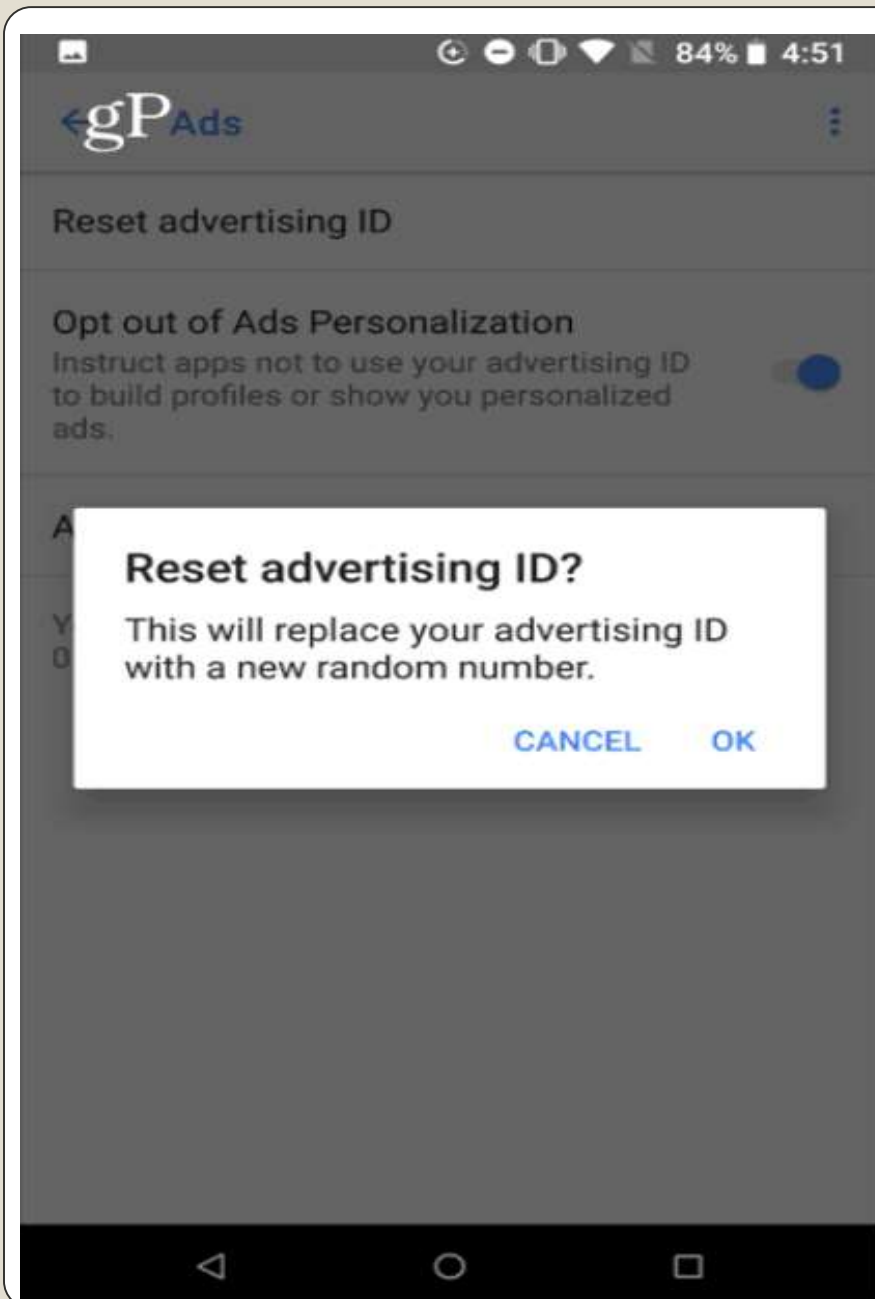 84% 4:51
gP Ads
Reset advertising ID
Opt out of Ads Personalization
Instruct apps not to use your advertising ID
to build profiles or show you personalized
ads.
A
Reset advertising ID?
Y
This will replace your advertising ID
0
with a new random number.
CANCEL OK